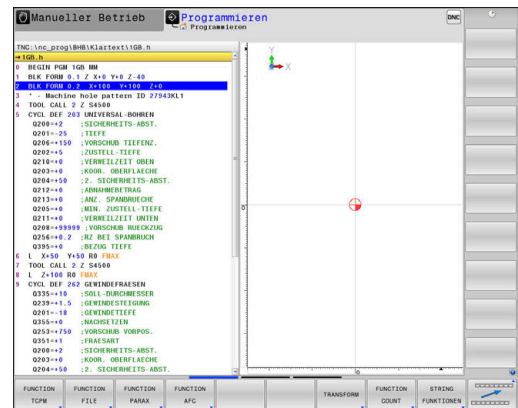 Manueller Betrieb
Programmieren
Programmieren
DNC
TNC:\nc_prog\BHB\Klartext\1GB.h
→1GB.h
0 BEGIN PGM 1GB MM
1 BLK FORM 0.1 Z X+0 Y+0 Z-40
2 BLK FORM 0.2 X+100 Y+100 Z+0
3 * - Machine hole pattern ID 27943KL1
4 TOOL CALL 2 Z S4500
5 CYCL DEF 203 UNIVERSAL-BOHREN
Q200=+2 ;SICHERHEITS-ABST.
Q201=-25 ;TIEFE
Q206=+150 ;VORSCHUB TIEFENZ.
Q202=+5 ;ZUSTELL-TIEFE
Q210=+0 ;VERWEILZEIT OBEN
Q203=+0 ;KOOR. OBERFLAECHE
Q204=+50 ;2. SICHERHEITS-ABST.
Q212=+0 ;ABNAHMEBETRAG
Q213=+0 ;ANZ. SPANBRUECHE
Q205=+0 ;MIN. ZUSTELL-TIEFE
Q211=+0 ;VERWEILZEIT UNTEN
Q208=+99999 ;VORSCHUB RUECKZUG
Q256=+0.2 ;RZ BEI SPANBRUCH
Q395=+0 ;BEZUG TIEFE
6 L X+50 Y+50 R0 FMAX
7 TOOL CALL 2 Z S4500
8 L Z+100 R0 FMAX
9 CYCL DEF 262 GEWINDEFRAESEN
Q335=+10 ;SOLL-DURCHMESSER
Q239=+1.5 ;GEWINDESTEIGUNG
Q201=-18 ;GEWINDETIEFE
Q355=+0 ;NACHSETZEN
Q253=+750 ;VORSCHUB VORPOS.
Q351=+1 ;FRAESART
Q200=+2 ;SICHERHEITS-ABST.
Q203=+0 ;KOOR. OBERFLAECHE
Q204=+50 ;2. SICHERHEITS-ABST.
Y
X
0
0
FUNCTION TCPM
FUNCTION FILE
FUNCTION PARAX
FUNCTION AFC
TRANSFORM
FUNCTION COUNT
STRING FUNKTIONEN